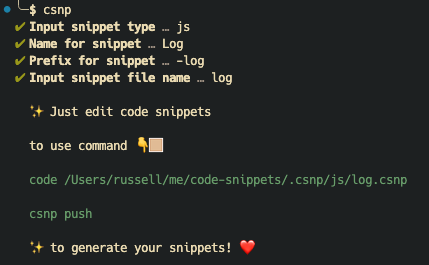 $ csnp
✔ Input snippet type … js
✔ Name for snippet … Log
✔ Prefix for snippet … -log
✔ Input snippet file name … log
✨ Just edit code snippets
to use command 👇🏼
code /Users/russell/me/code-snippets/.csnp/js/log.csnp
csnp push
✨ to generate your snippets! ❤️